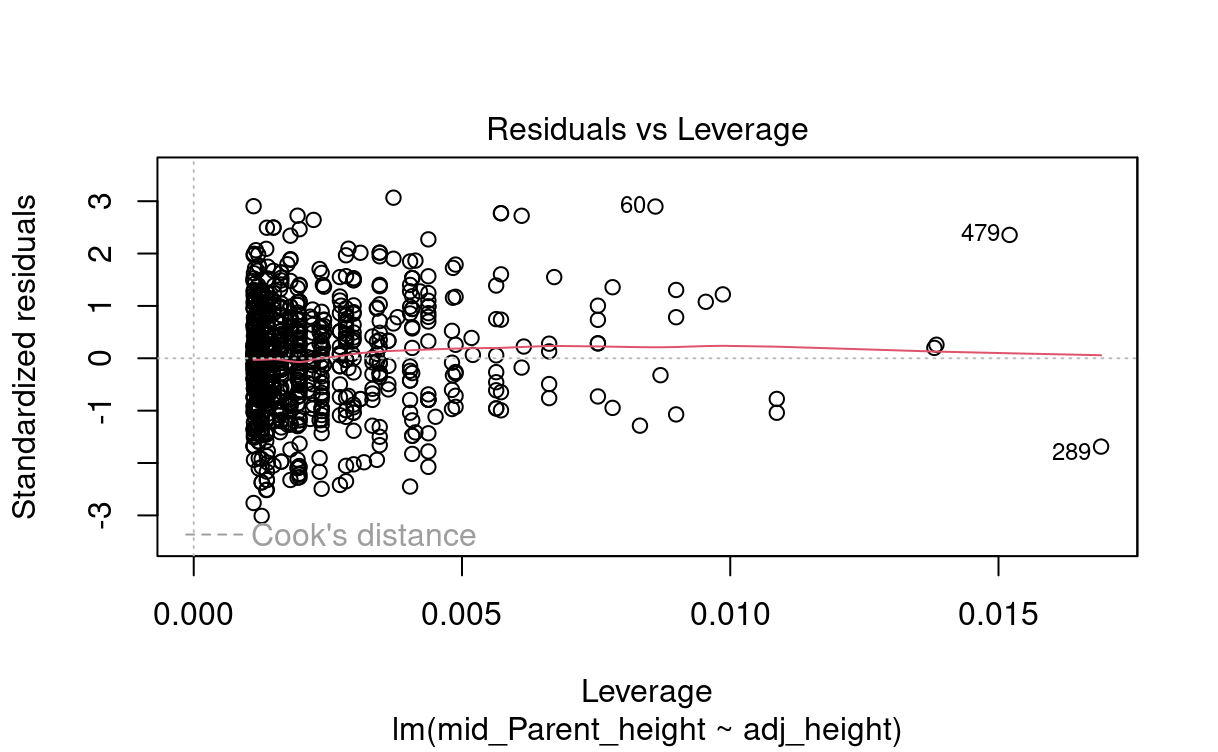 Residuals vs Leverage
Standardized residuals
3
2
1
0
-1
-3
60
479
289
Cook's distance
0.000 0.005 0.010 0.015
Leverage
lm(mid_Parent_height ~ adj_height)